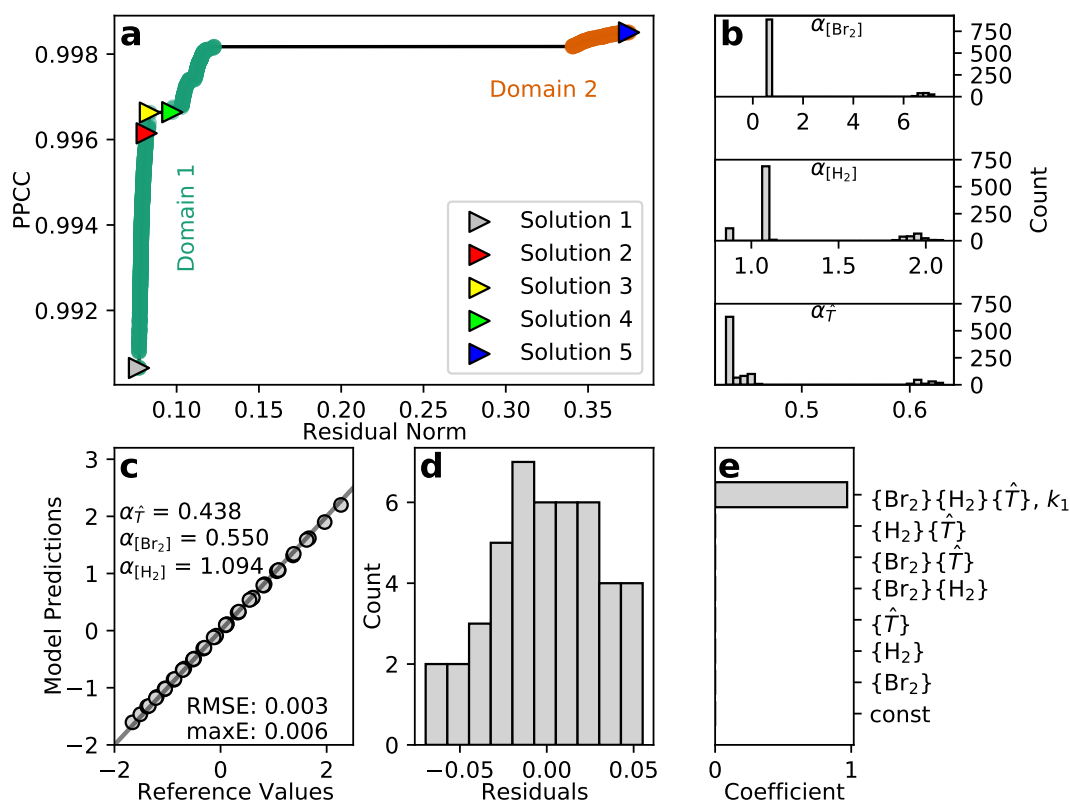 a
0.998
0.996
0.994
0.992
PPCC
Domain 1
Domain 2
Solution 1
Solution 2
Solution 3
Solution 4
Solution 5
0.10
0.15
0.20
0.25
0.30
0.35
Residual Norm
b
α[Br₂]
750
500
250
0
0
2
4
6
α[H₂]
750
500
250
0
1.0
1.5
2.0
Count
α_T̂
750
500
250
0
0.5
0.6
c
3
2
1
0
−1
−2
Model Predictions
α_T̂ = 0.438
α[Br₂] = 0.550
α[H₂] = 1.094
RMSE: 0.003
maxE: 0.006
−2
0
2
Reference Values
d
6
4
2
0
Count
−0.05
0.00
0.05
Residuals
e
{Br₂}{H₂}{T̂}, k₁
{H₂}{T̂}
{Br₂}{T̂}
{Br₂}{H₂}
{T̂}
{H₂}
{Br₂}
const
0
1
Coefficient